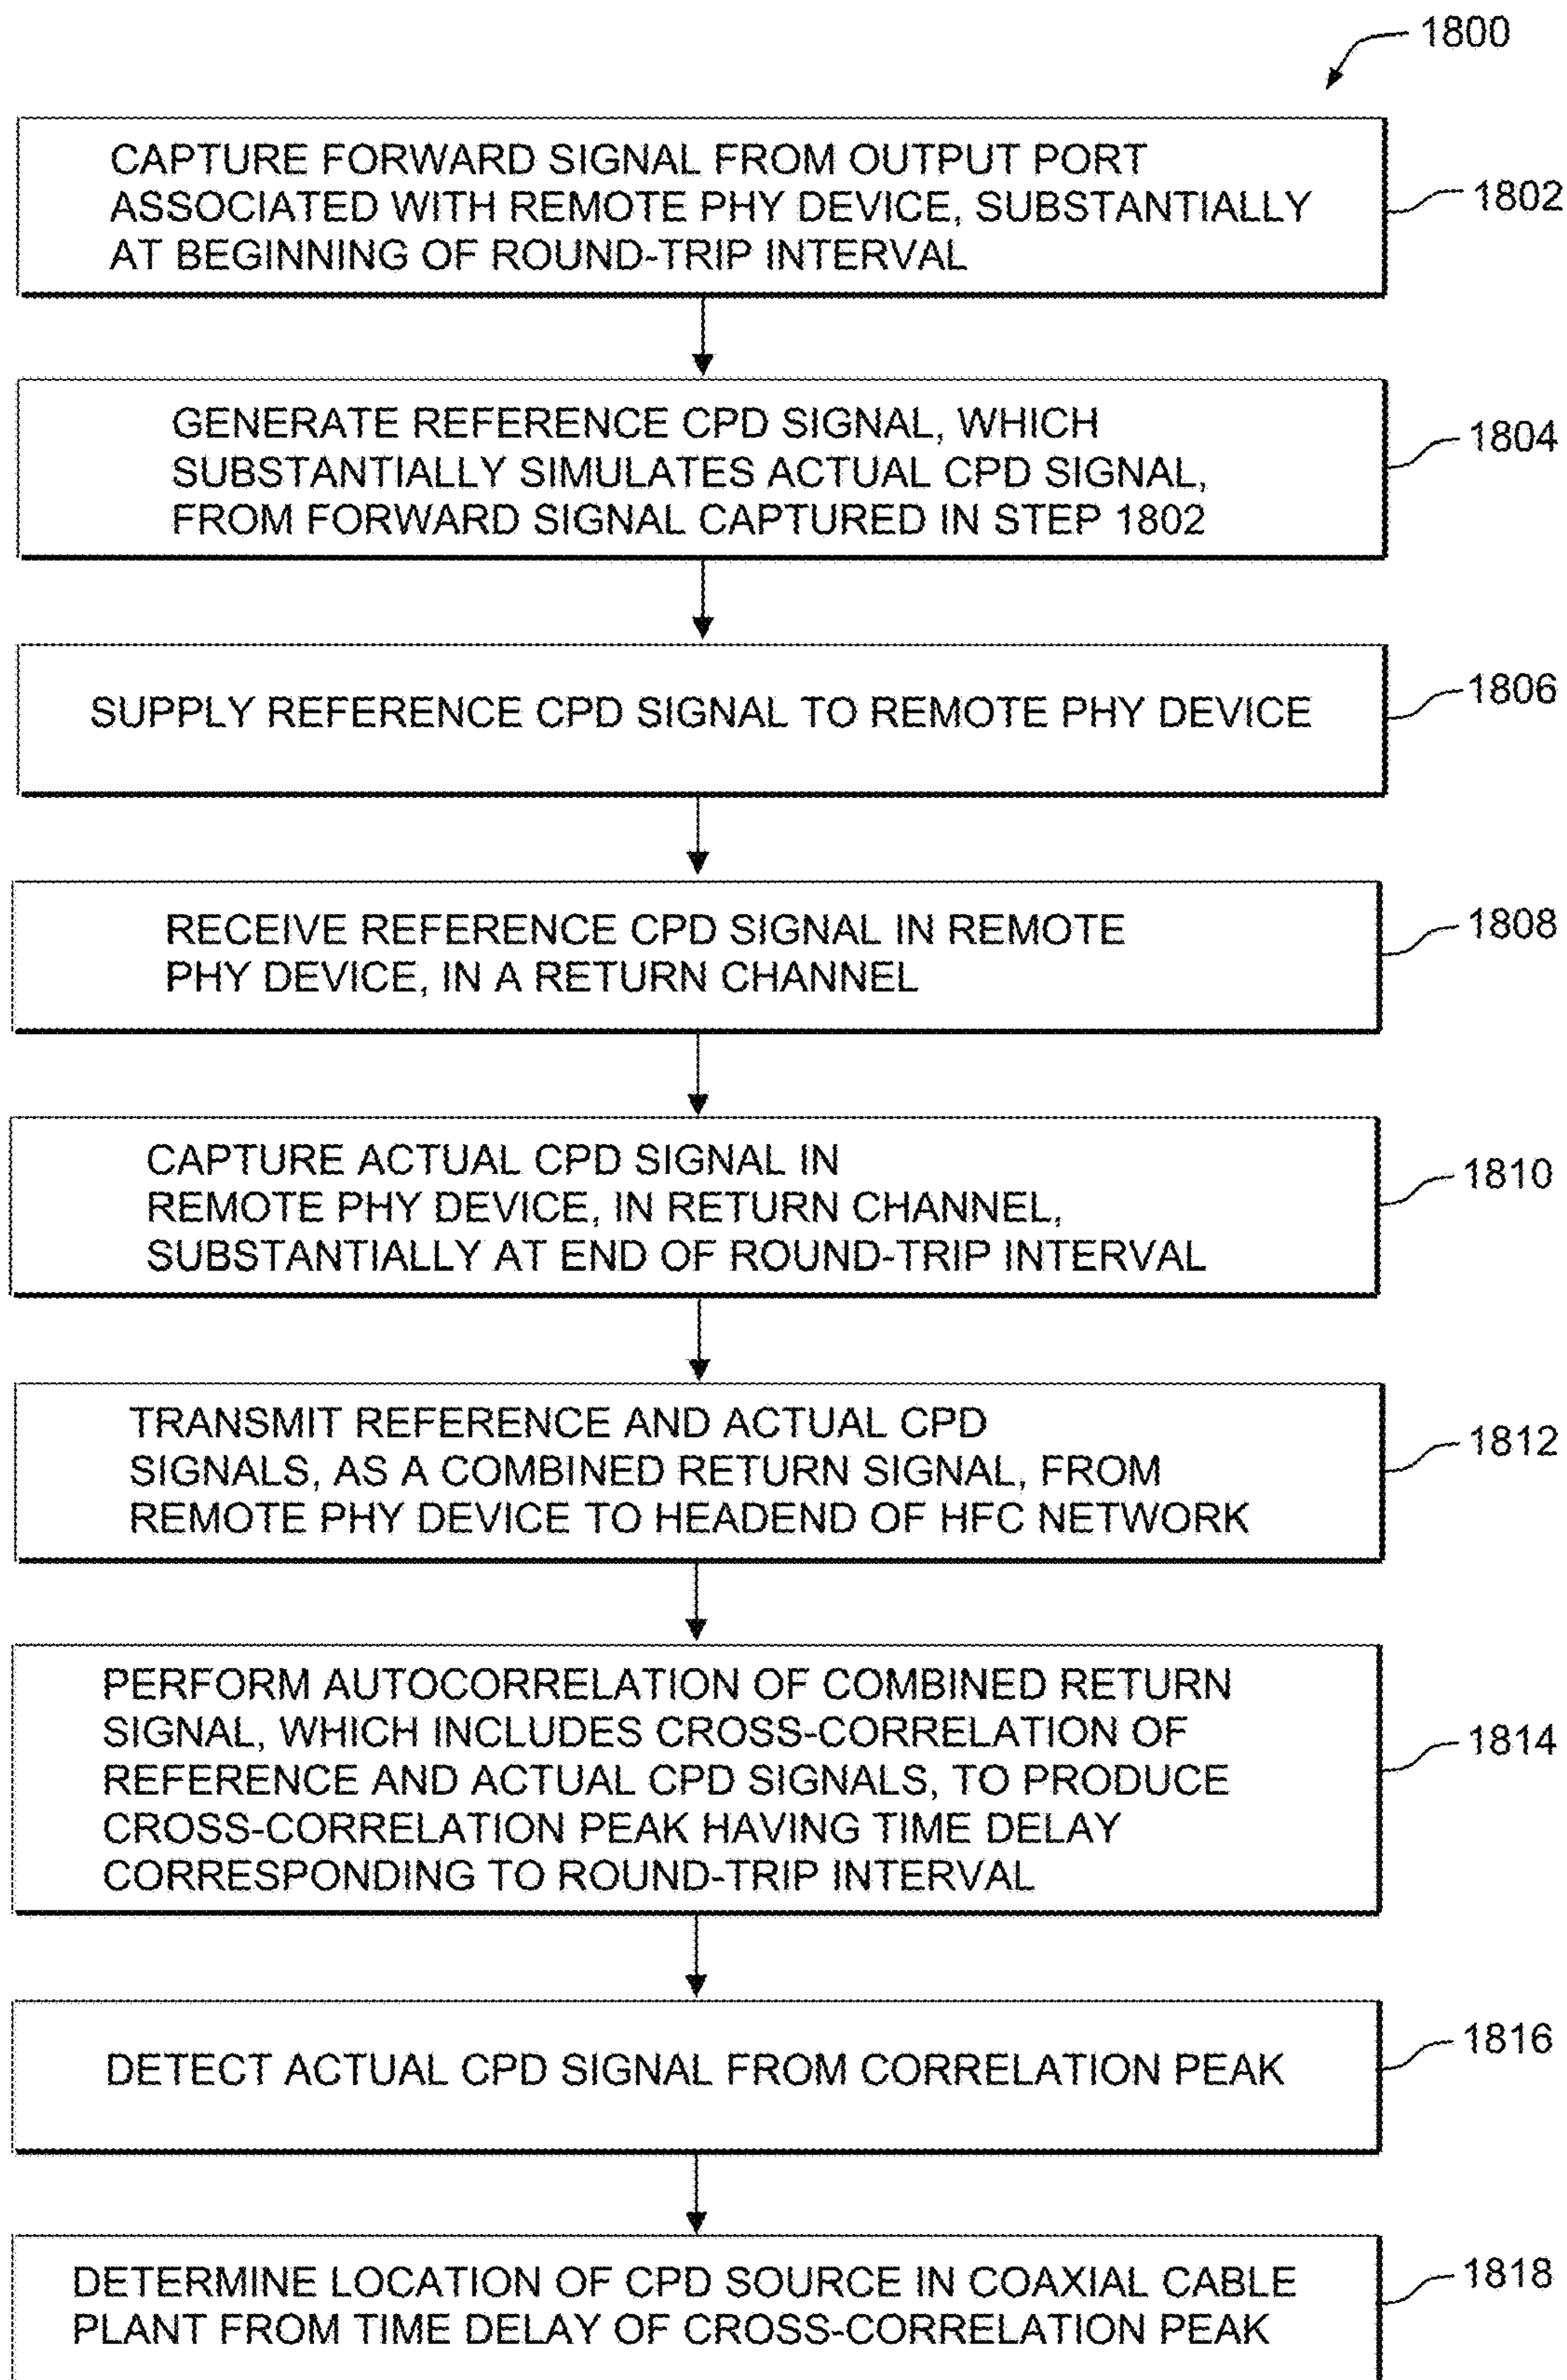 1800
CAPTURE FORWARD SIGNAL FROM OUTPUT PORT
ASSOCIATED WITH REMOTE PHY DEVICE, SUBSTANTIALLY
AT BEGINNING OF ROUND-TRIP INTERVAL
1802
GENERATE REFERENCE CPD SIGNAL, WHICH
SUBSTANTIALLY SIMULATES ACTUAL CPD SIGNAL,
FROM FORWARD SIGNAL CAPTURED IN STEP 1802
1804
SUPPLY REFERENCE CPD SIGNAL TO REMOTE PHY DEVICE
1806
RECEIVE REFERENCE CPD SIGNAL IN REMOTE
PHY DEVICE, IN A RETURN CHANNEL
1808
CAPTURE ACTUAL CPD SIGNAL IN
REMOTE PHY DEVICE, IN RETURN CHANNEL,
SUBSTANTIALLY AT END OF ROUND-TRIP INTERVAL
1810
TRANSMIT REFERENCE AND ACTUAL CPD
SIGNALS, AS A COMBINED RETURN SIGNAL, FROM
REMOTE PHY DEVICE TO HEADEND OF HFC NETWORK
1812
PERFORM AUTOCORRELATION OF COMBINED RETURN
SIGNAL, WHICH INCLUDES CROSS-CORRELATION OF
REFERENCE AND ACTUAL CPD SIGNALS, TO PRODUCE
CROSS-CORRELATION PEAK HAVING TIME DELAY
CORRESPONDING TO ROUND-TRIP INTERVAL
1814
DETECT ACTUAL CPD SIGNAL FROM CORRELATION PEAK
1816
DETERMINE LOCATION OF CPD SOURCE IN COAXIAL CABLE
PLANT FROM TIME DELAY OF CROSS-CORRELATION PEAK
1818